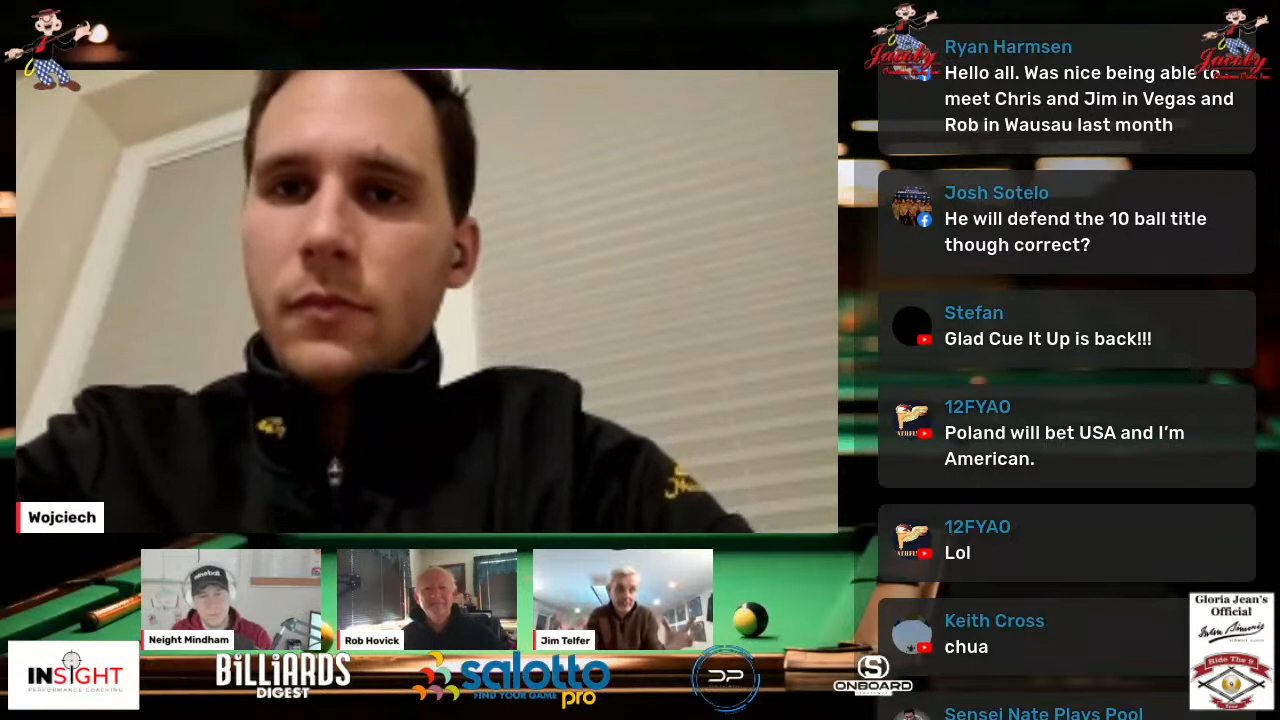 Jacoby
Jacoby
Ryan Harmsen
Hello all. Was nice being able to
meet Chris and Jim in Vegas and
Rob in Wausau last month
Josh Sotelo
He will defend the 10 ball title
though correct?
Stefan
Glad Cue It Up is back!!!
12FYAO
Poland will bet USA and I'm
American.
12FYAO
Lol
Keith Cross
chua
Sensei Nate Plays Pool
Wojciech
Neight Mindham
Rob Hovick
Jim Telfer
INSIGHT
PERFORMANCE COACHING
BILLIARDS
DIGEST
salotto
FIND YOUR GAME
pro
DP
S
ONBOARD
Gloria Jean's
Official
Ride The 9